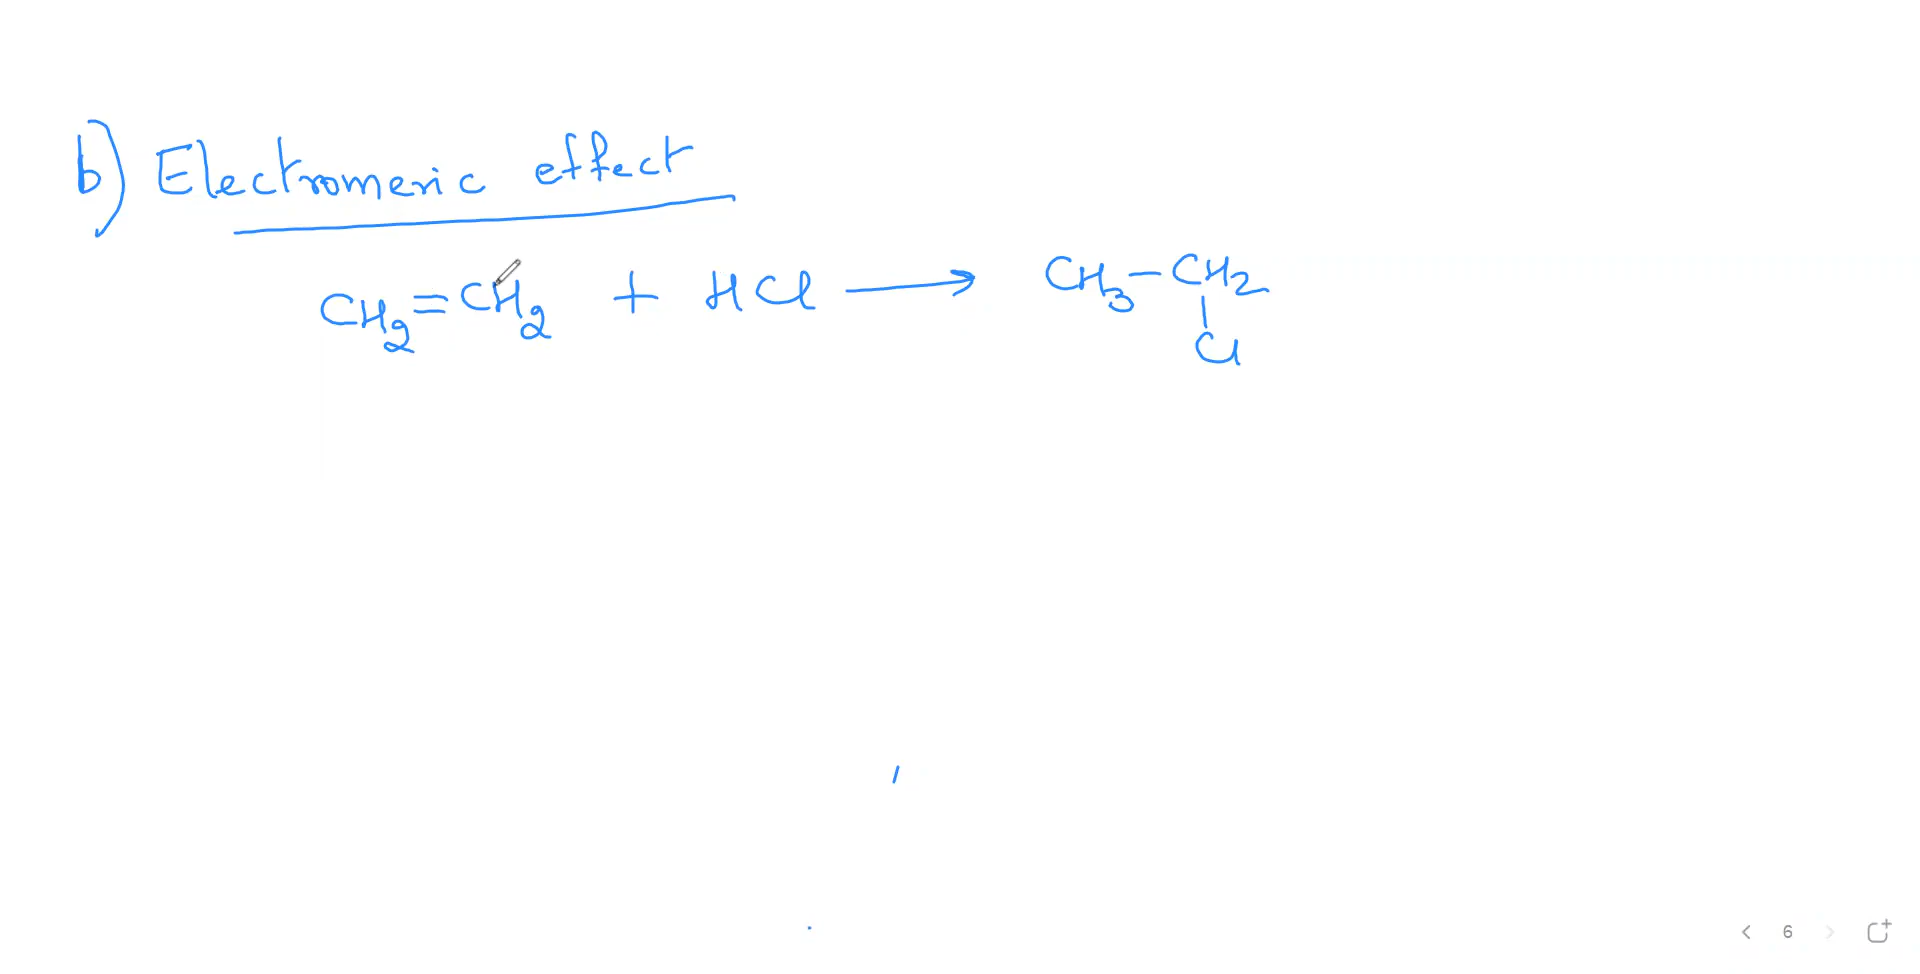 b) Electromeric effect
CH2=CH2 + HCl ⟶ CH3-CH2
|
Cl
6